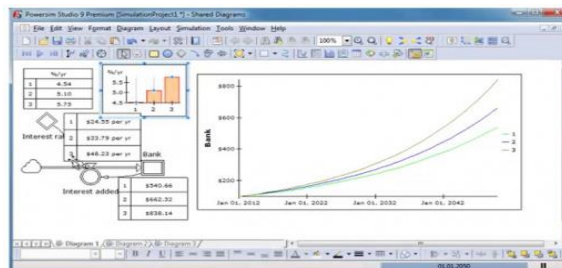 Powersim Studio 9 Premium [SimulationProject1 *] - Shared Diagrams
File Edit View Format Diagram Layout Simulation Tools Window Help
100%
%/yr
1 4.54
2 5.10
3 5.73
%/yr
5.5
5.0
4.5
1 2 3
Interest ra
1 $24.55 per yr
2 $33.79 per yr
3 $48.23 per yr
Bank
Interest added
1 $540.66
2 $662.32
3 $838.14
$800
$600
$400
$200
Bank
1
2
3
Jan 01, 2012 Jan 01, 2022 Jan 01, 2032 Jan 01, 2042
Diagram 1 Diagram 2 Diagram 3
01.01.2050